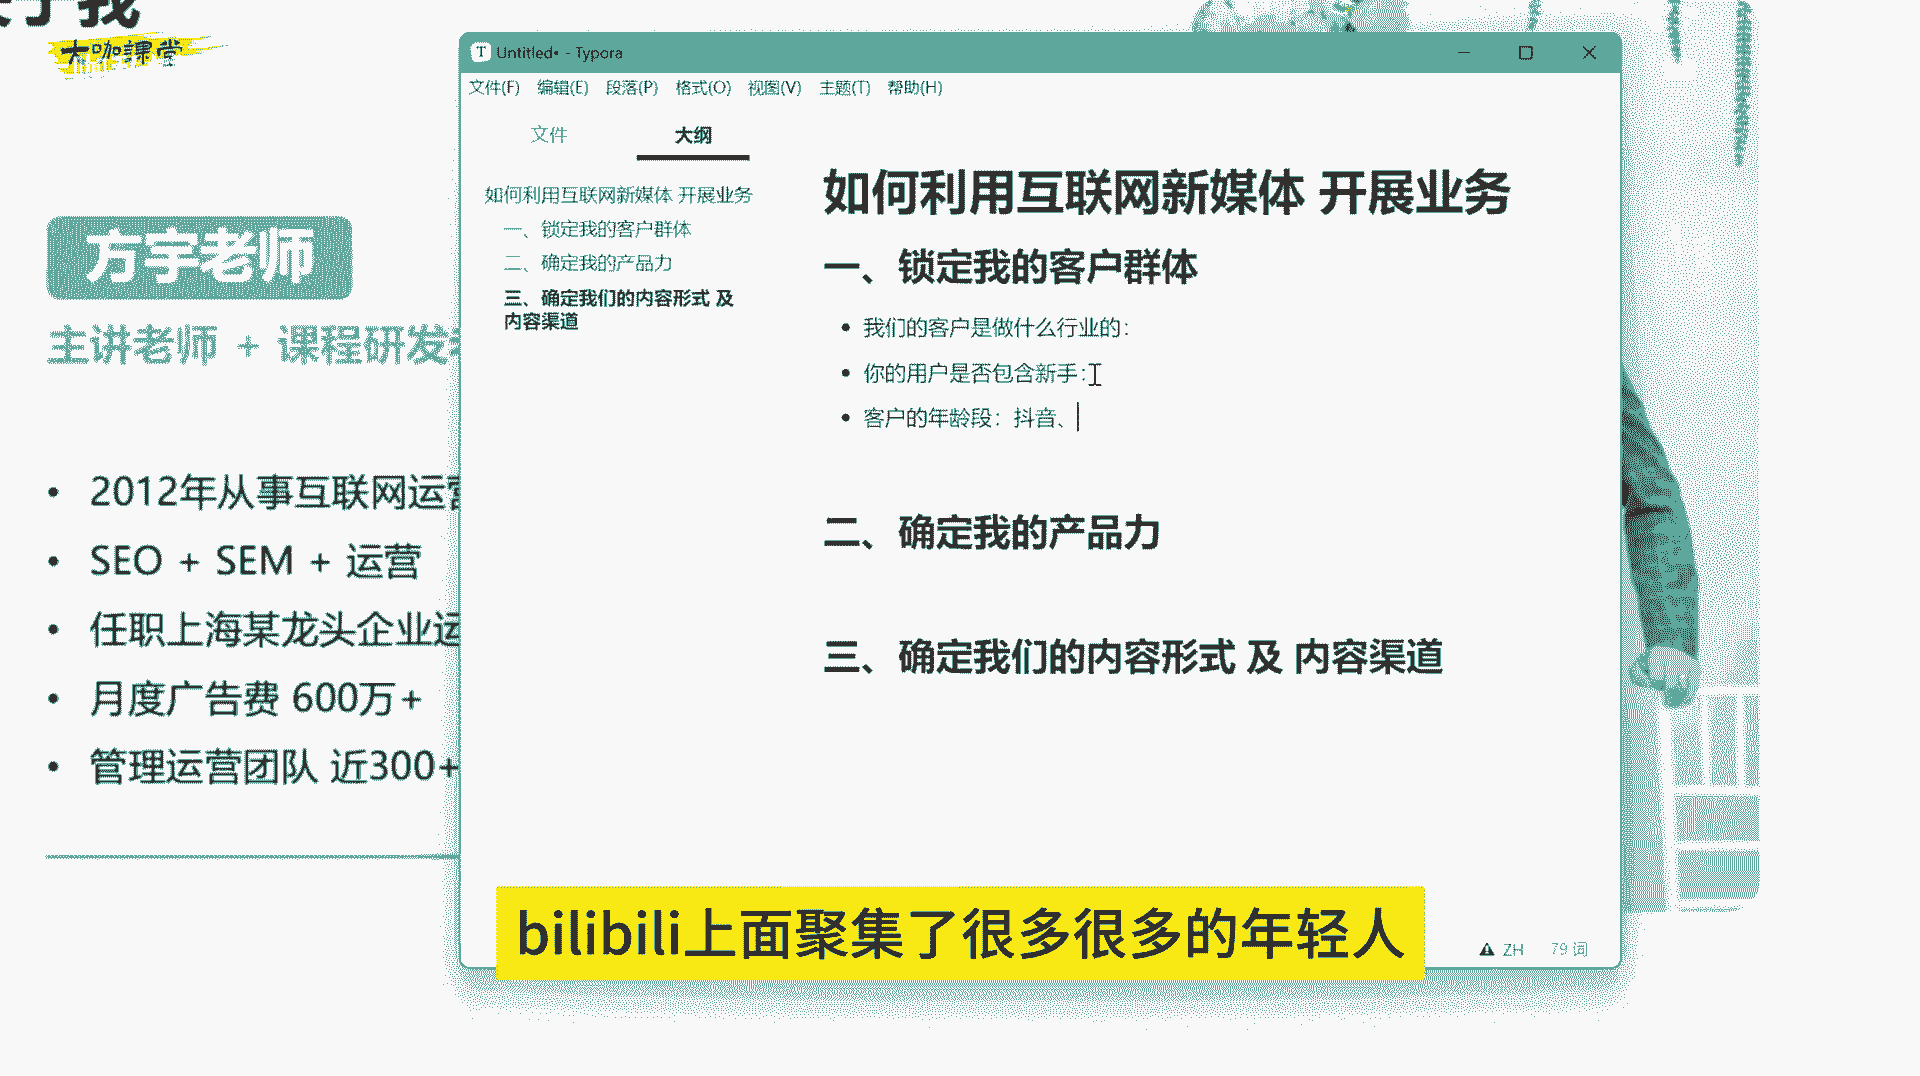 于我
大咖課堂
方宇老师
主讲老师 + 课程研发
• 2012年从事互联网运营
• SEO + SEM + 运营
• 任职上海某龙头企业运
• 月度广告费 600万+
• 管理运营团队 近300+
Untitled• - Typora
文件(F) 编辑(E) 段落(P) 格式(O) 视图(V) 主题(T) 帮助(H)
文件 大纲
如何利用互联网新媒体 开展业务
一、锁定我的客户群体
二、确定我的产品力
三、确定我们的内容形式 及
内容渠道
如何利用互联网新媒体 开展业务
一、锁定我的客户群体
• 我们的客户是做什么行业的：
• 你的用户是否包含新手：
• 客户的年龄段：抖音、
二、确定我的产品力
三、确定我们的内容形式 及 内容渠道
ZH 79 词
bilibili上面聚集了很多很多的年轻人